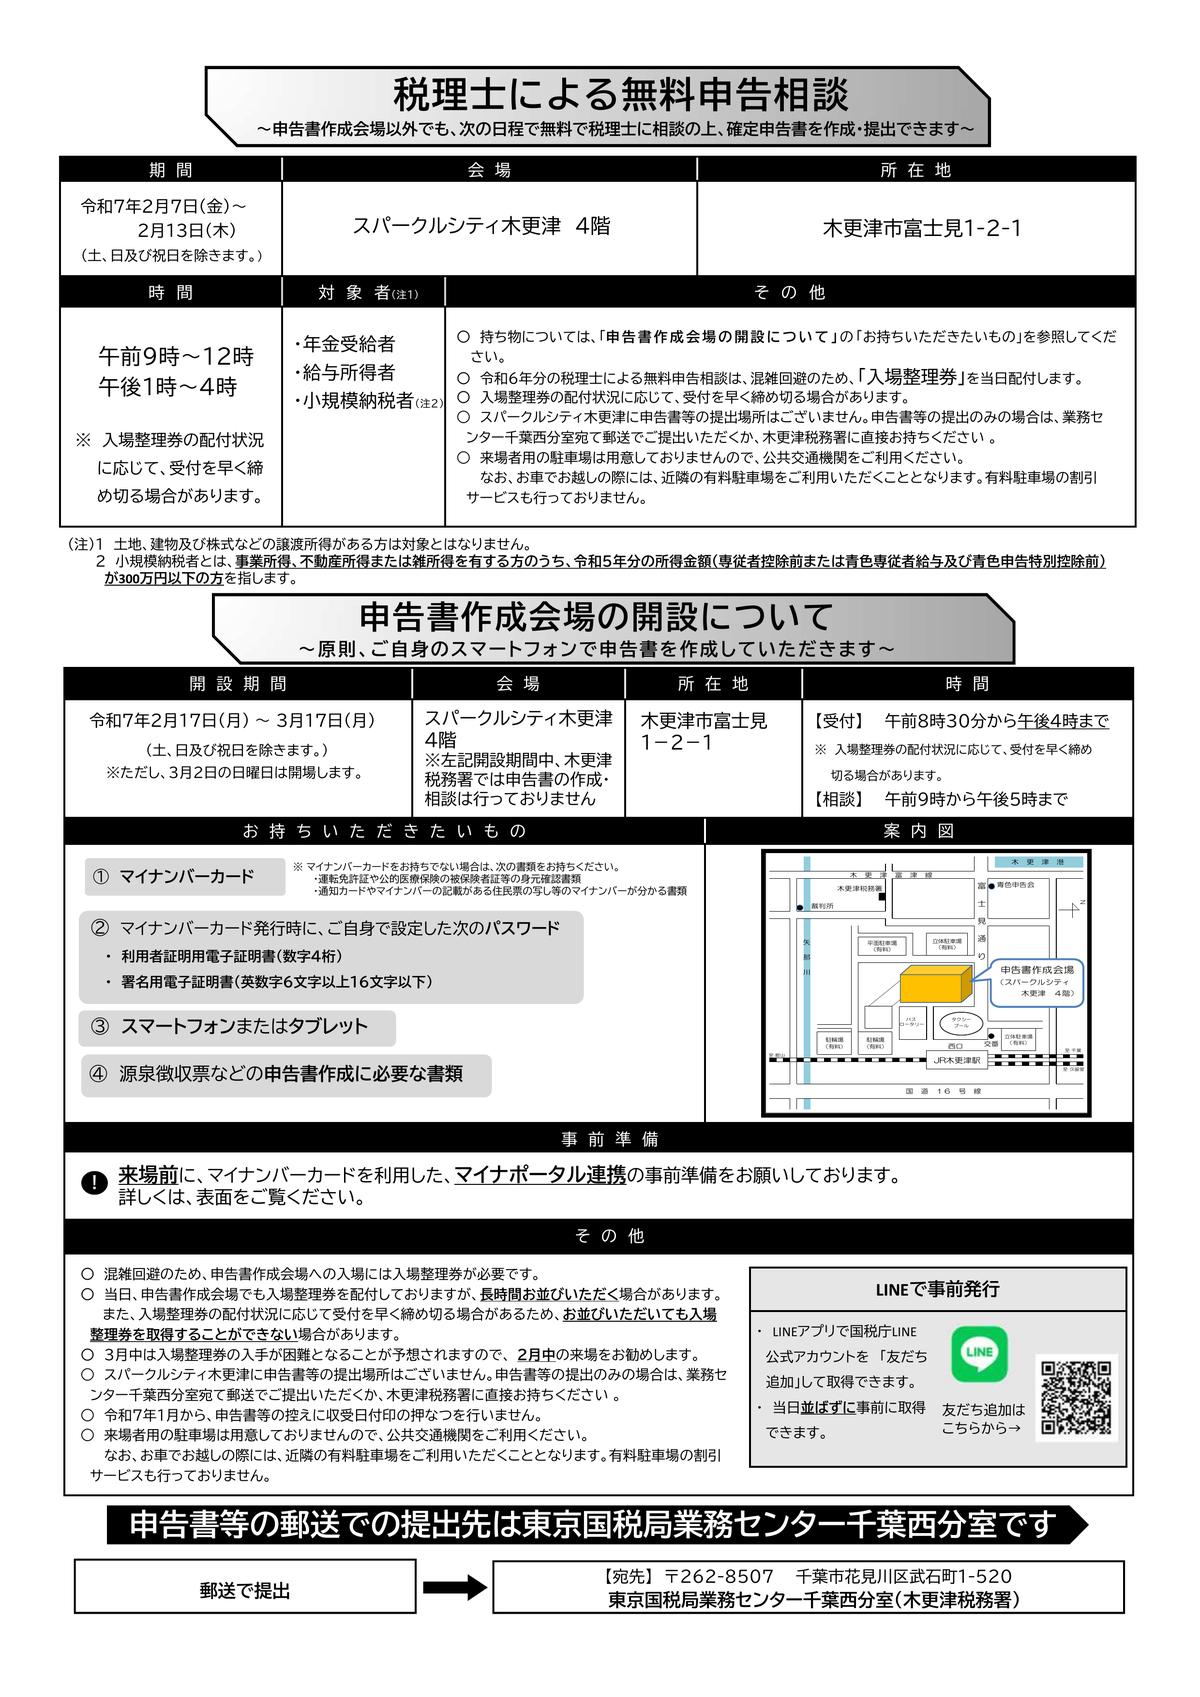 税理士による無料申告相談
～申告書作成会場以外でも、次の日程で無料で税理士に相談の上、確定申告書を作成・提出できます～
期間 会場 所在地
令和7年2月7日(金)～
2月13日(木)
(土、日及び祝日を除きます。)
スパークルシティ木更津 4階
木更津市富士見1-2-1
時間 対象者(注1) その他
午前9時～12時
午後1時～4時
※ 入場整理券の配付状況
に応じて、受付を早く締
め切る場合があります。
・年金受給者
・給与所得者
・小規模納税者(注2)
○ 持ち物については、「申告書作成会場の開設について」の「お持ちいただきたいもの」を参照してくだ
さい。
○ 令和6年分の税理士による無料申告相談は、混雑回避のため、「入場整理券」を当日配付します。
○ 入場整理券の配付状況に応じて、受付を早く締め切る場合があります。
○ スパークルシティ木更津に申告書等の提出場所はございません。申告書等の提出のみの場合は、業務セ
ンター千葉西分室宛て郵送でご提出いただくか、木更津税務署に直接お持ちください 。
○ 来場者用の駐車場は用意しておりませんので、公共交通機関をご利用ください。
なお、お車でお越しの際には、近隣の有料駐車場をご利用いただくこととなります。有料駐車場の割引
サービスも行っておりません。
(注)1 土地、建物及び株式などの譲渡所得がある方は対象とはなりません。
2 小規模納税者とは、事業所得、不動産所得または雑所得を有する方のうち、令和5年分の所得金額(専従者控除前または青色専従者給与及び青色申告特別控除前)
が300万円以下の方を指します。
申告書作成会場の開設について
～原則、ご自身のスマートフォンで申告書を作成していただきます～
開設期間 会場 所在地 時間
令和7年2月17日(月) ～ 3月17日(月)
(土、日及び祝日を除きます。)
※ただし、3月2日の日曜日は開場します。
スパークルシティ木更津
4階
※左記開設期間中、木更津
税務署では申告書の作成・
相談は行っておりません
木更津市富士見
1－2－1
【受付】 午前8時30分から午後4時まで
※ 入場整理券の配付状況に応じて、受付を早く締め
切る場合があります。
【相談】 午前9時から午後5時まで
お持ちいただきたいもの 案内図
① マイナンバーカード
※ マイナンバーカードをお持ちでない場合は、次の書類をお持ちください。
・運転免許証や公的医療保険の被保険者証等の身元確認書類
・通知カードやマイナンバーの記載がある住民票の写し等のマイナンバーが分かる書類
② マイナンバーカード発行時に、ご自身で設定した次のパスワード
・ 利用者証明用電子証明書(数字4桁)
・ 署名用電子証明書(英数字6文字以上16文字以下)
③ スマートフォンまたはタブレット
④ 源泉徴収票などの申告書作成に必要な書類
木更津港
木更津富津線
木更津税務署
富士見通り
青色申告会
裁判所
N
矢那川
平面駐車場
(有料)
立体駐車場
(有料)
申告書作成会場
(スパークルシティ
木更津 4階)
バス
ロータリー
タクシー
プール
駐輪場
(有料)
駐輪場
(有料)
西口
交番
立体駐車場
(有料)
至 館山
JR木更津駅
至 千葉
至 久留里
国道16号線
事前準備
! 来場前に、マイナンバーカードを利用した、マイナポータル連携の事前準備をお願いしております。
詳しくは、表面をご覧ください。
その他
○ 混雑回避のため、申告書作成会場への入場には入場整理券が必要です。
○ 当日、申告書作成会場でも入場整理券を配付しておりますが、長時間お並びいただく場合があります。
また、入場整理券の配付状況に応じて受付を早く締め切る場合があるため、お並びいただいても入場
整理券を取得することができない場合があります。
○ 3月中は入場整理券の入手が困難となることが予想されますので、 2月中の来場をお勧めします。
○ スパークルシティ木更津に申告書等の提出場所はございません。申告書等の提出のみの場合は、業務セ
ンター千葉西分室宛て郵送でご提出いただくか、木更津税務署に直接お持ちください 。
○ 令和7年1月から、申告書等の控えに収受日付印の押なつを行いません。
○ 来場者用の駐車場は用意しておりませんので、公共交通機関をご利用ください。
なお、お車でお越しの際には、近隣の有料駐車場をご利用いただくこととなります。有料駐車場の割引
サービスも行っておりません。
LINEで事前発行
・ LINEアプリで国税庁LINE
公式アカウントを 「友だち
追加」して取得できます。
・ 当日並ばずに事前に取得
できます。
LINE
友だち追加は
こちらから→
申告書等の郵送での提出先は東京国税局業務センター千葉西分室です
郵送で提出
【宛先】 〒262-8507 千葉市花見川区武石町1-520
東京国税局業務センター千葉西分室(木更津税務署)